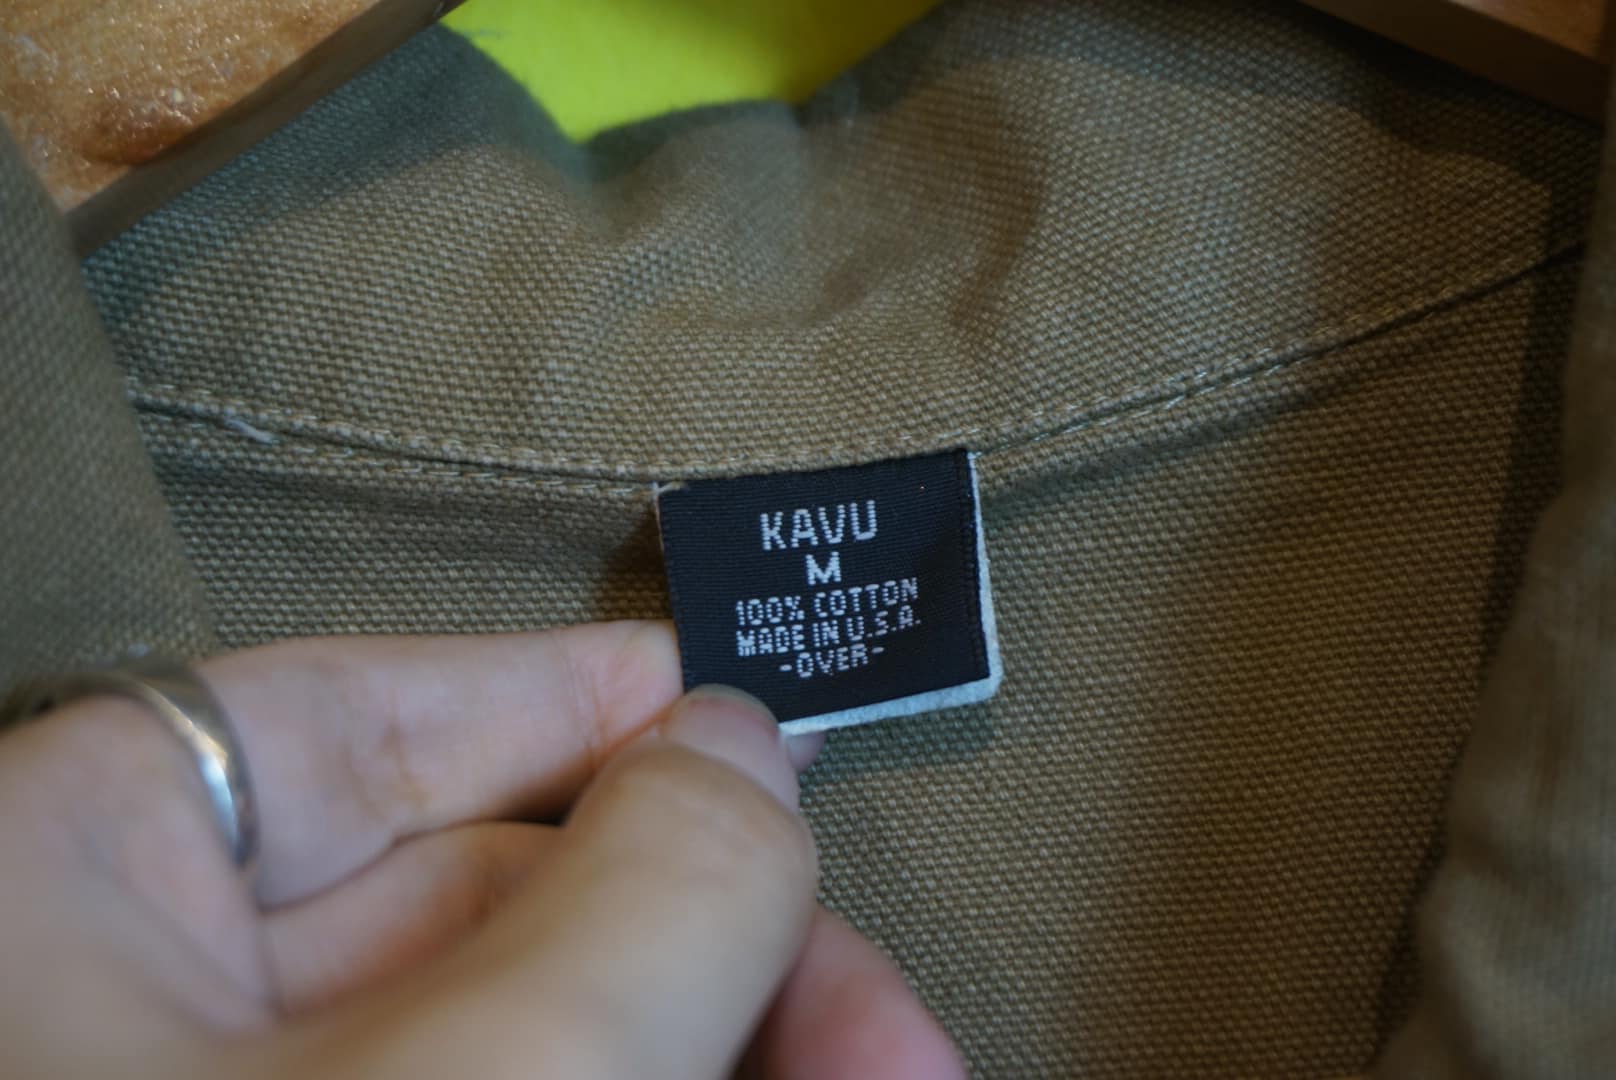 KAVU
M
100% COTTON
MADE IN U.S.A.
-OVER-